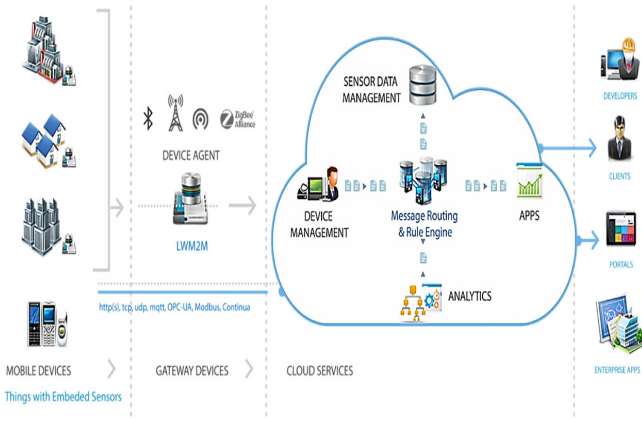 ZigBee
Alliance
DEVICE AGENT
LWM2M
http(s), tcp, udp, mqtt, OPC-UA, Modbus, Continua
SENSOR DATA
MANAGEMENT
DEVICE
MANAGEMENT
Message Routing
& Rule Engine
APPS
ANALYTICS
DEVELOPERS
CLIENTS
PORTALS
ENTERPRISE APPS
MOBILE DEVICES
GATEWAY DEVICES
CLOUD SERVICES
Things with Embeded Sensors